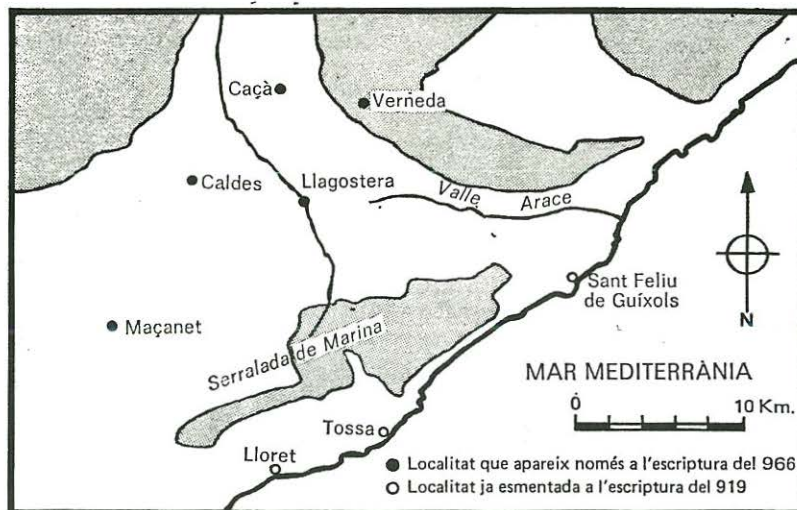 Caçà
Verneda
Caldes
Llagostera
Valle Arace
Sant Feliu
de Guíxols
N
Maçanet
Serralada de Marina
MAR MEDITERRÀNIA
0 10 Km.
Tossa
Lloret
Localitat que apareix només a l'escriptura del 966
Localitat ja esmentada a l'escriptura del 919